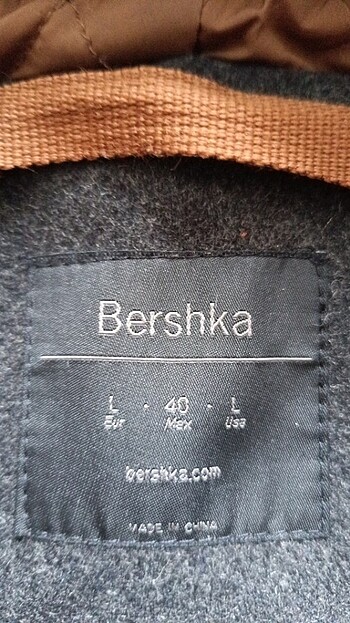 Bershka
L · 40 · L
Eur Mex Usa
bershka.com
MADE IN CHINA